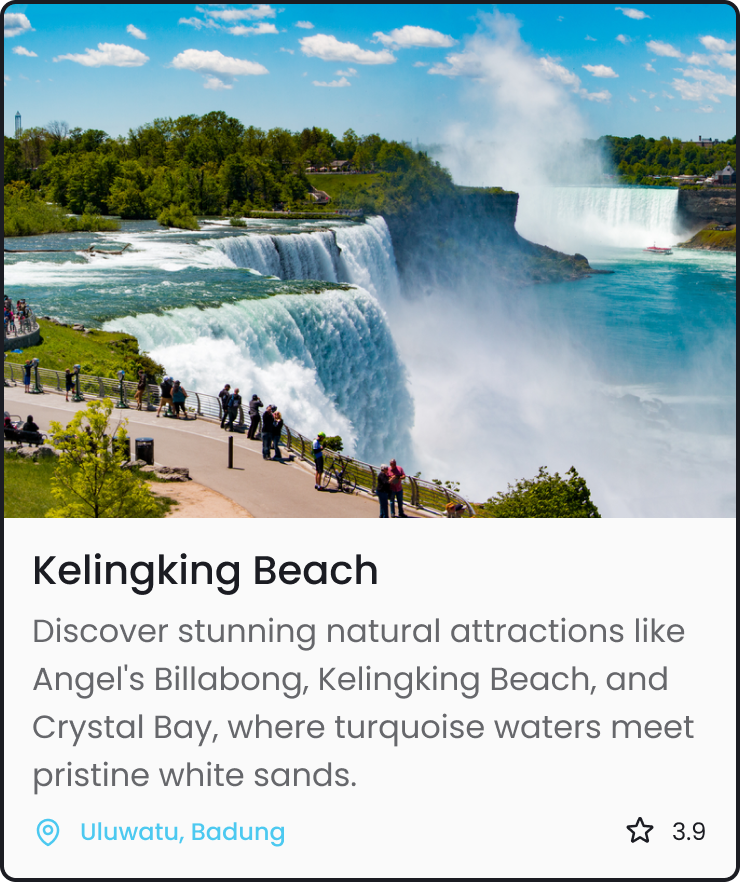 Kelingking Beach
Discover stunning natural attractions like
Angel's Billabong, Kelingking Beach, and
Crystal Bay, where turquoise waters meet
pristine white sands.
Uluwatu, Badung
3.9